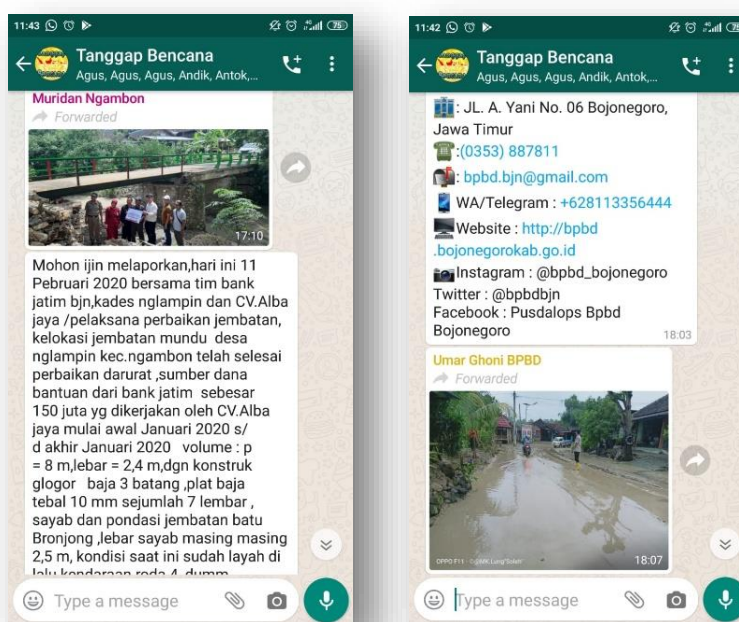 11:43
75
Tanggap Bencana
Agus, Agus, Agus, Andik, Antok,...
Muridan Ngambon
Forwarded
17:10
Mohon ijin melaporkan,hari ini 11
Pebruari 2020 bersama tim bank
jatim bjn,kades nglampin dan CV.Alba
jaya /pelaksana perbaikan jembatan,
kelokasi jembatan mundu desa
nglampin kec.ngambon telah selesai
perbaikan darurat ,sumber dana
bantuan dari bank jatim sebesar
150 juta yg dikerjakan oleh CV.Alba
jaya mulai awal Januari 2020 s/
d akhir Januari 2020 volume : p
= 8 m,lebar = 2,4 m,dgn konstruk
glogor baja 3 batang ,plat baja
tebal 10 mm sejumlah 7 lembar ,
sayab dan pondasi jembatan batu
Bronjong ,lebar sayab masing masing
2,5 m, kondisi saat ini sudah layah di
lalu kendaraan roda 4, dumm
Type a message
11:42
Tanggap Bencana
Agus, Agus, Agus, Andik, Antok,...
: JL. A. Yani No. 06 Bojonegoro,
Jawa Timur
:(0353) 887811
: bpbd.bjn@gmail.com
WA/Telegram : +628113356444
Website : http://bpbd
.bojonegorokab.go.id
Instagram : @bpbd_bojonegoro
Twitter : @bpbdbjn
Facebook : Pusdalops Bpbd
Bojonegoro
18:03
Umar Ghoni BPBD
Forwarded
OPPO F11
18:07
Type a message